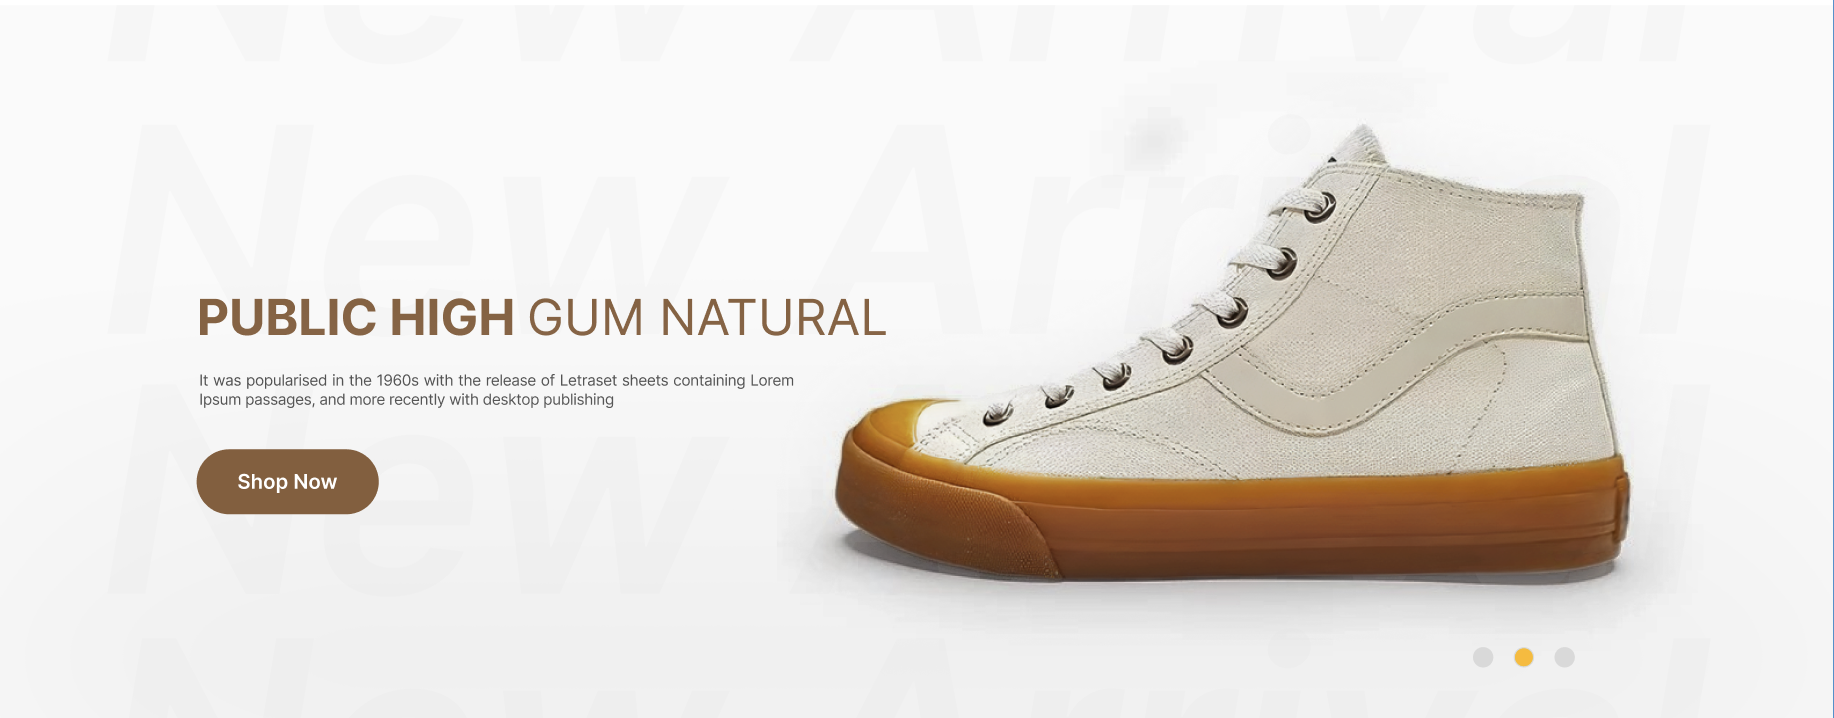 New Arrival
New Arrival
PUBLIC HIGH GUM NATURAL
It was popularised in the 1960s with the release of Letraset sheets containing Lorem
Ipsum passages, and more recently with desktop publishing
New Arrival
Shop Now
New Arrival